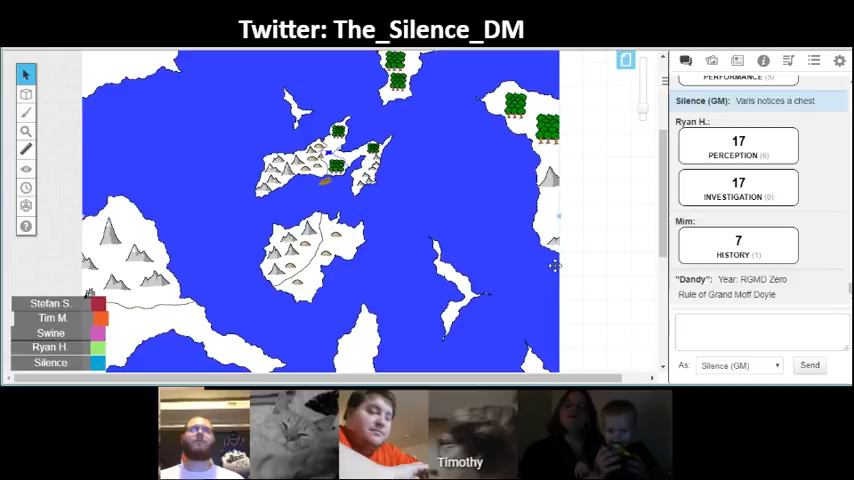 Twitter: The_Silence_DM
PERFORMANCE (5)
Silence (GM): Varis notices a chest
Ryan H.:
17
PERCEPTION (6)
17
INVESTIGATION (0)
Mim:
7
HISTORY (1)
"Dandy": Year: RGMD Zero
Rule of Grand Moff Doyle
As: Silence (GM) Send
Stefan S.
Tim M.
Swine
Ryan H.
Silence
Timothy